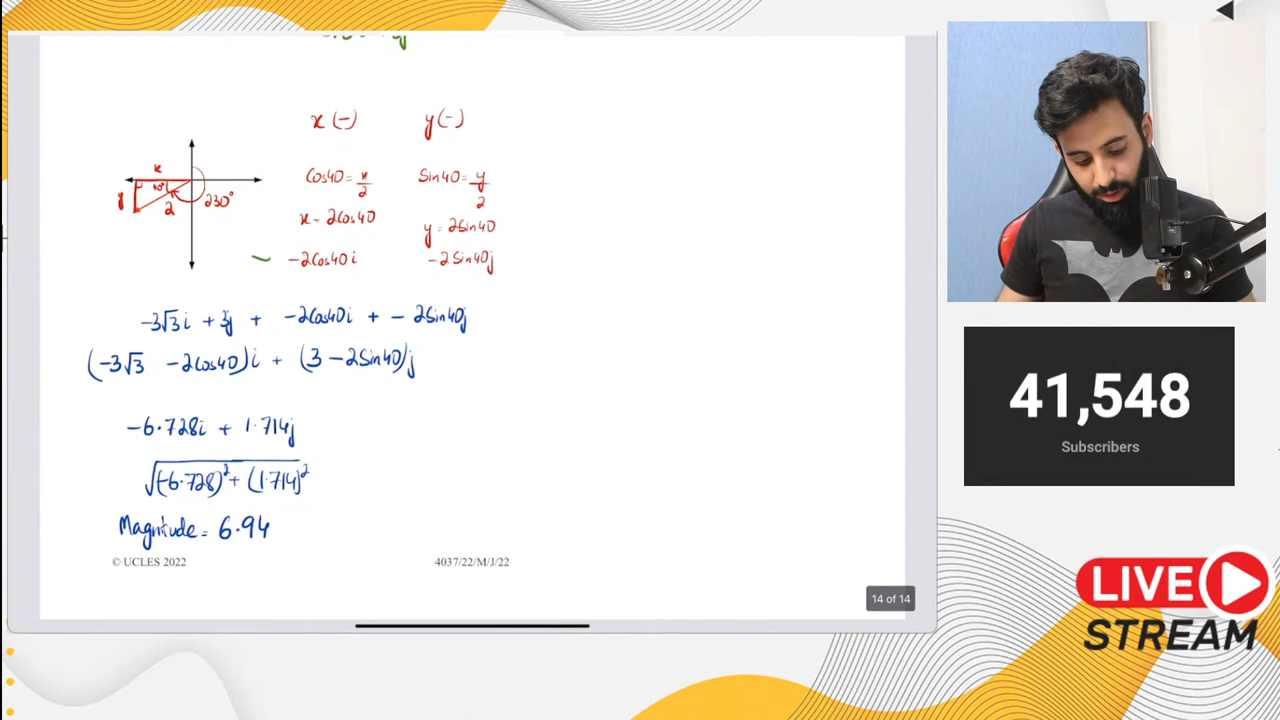 x (-) y (-)
Cos40 = x/2 Sin40 = y/2
x = 2Cos40 y = 2Sin40
-2Cos40 i -2Sin40j
x
y
40°
2
230°
-3√3 i + 3j + -2Cos40 i + -2Sin40j
(-3√3 -2Cos40)i + (3 -2Sin40)j
-6.728i + 1.714j
√(-6.728)² + (1.714)²
Magnitude = 6.94
© UCLES 2022 4037/22/M/J/22
14 of 14
41,548
Subscribers
LIVE
STREAM